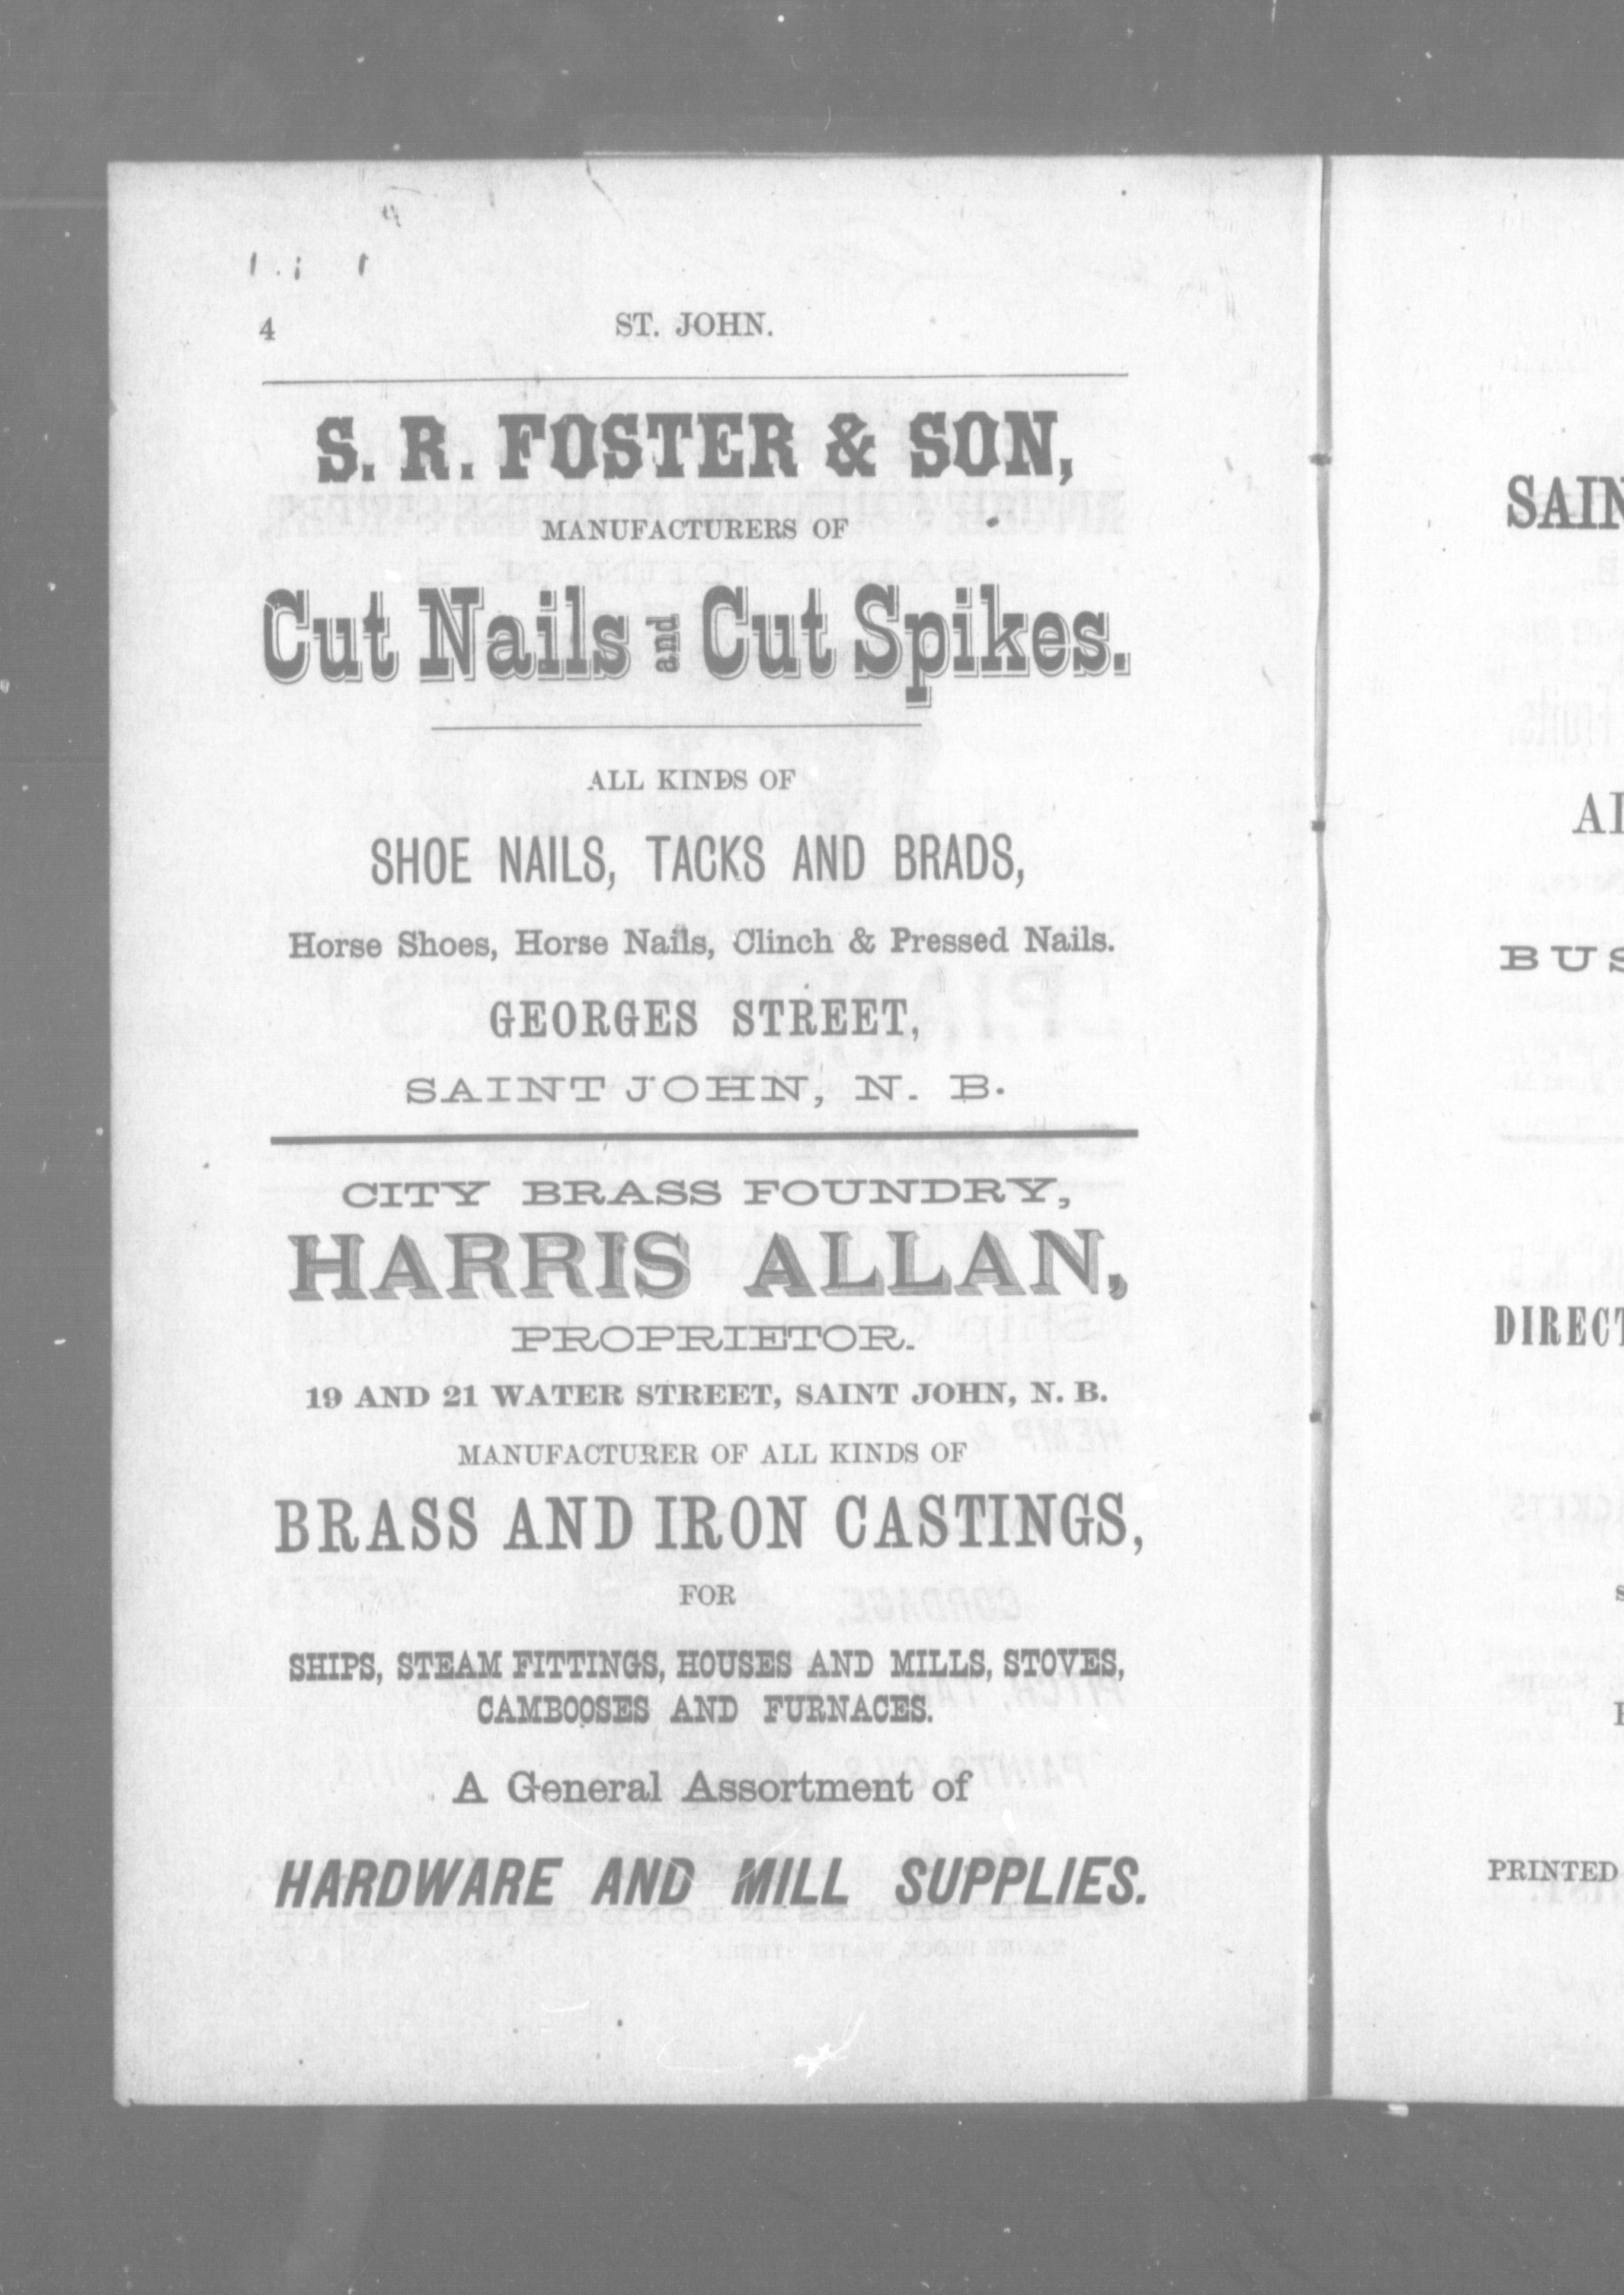 4 ST. JOHN.
S. R. FOSTER & SON,
MANUFACTURERS OF
Cut Nails and Cut Spikes.
ALL KINDS OF
SHOE NAILS, TACKS AND BRADS,
Horse Shoes, Horse Nails, Clinch & Pressed Nails.
GEORGES STREET,
SAINT JOHN, N. B.
CITY BRASS FOUNDRY,
HARRIS ALLAN,
PROPRIETOR.
19 AND 21 WATER STREET, SAINT JOHN, N. B.
MANUFACTURER OF ALL KINDS OF
BRASS AND IRON CASTINGS,
FOR
SHIPS, STEAM FITTINGS, HOUSES AND MILLS, STOVES,
CAMBOOSES AND FURNACES.
A General Assortment of
HARDWARE AND MILL SUPPLIES.
SAIN
AL
BUS
DIRECT
PRINTED